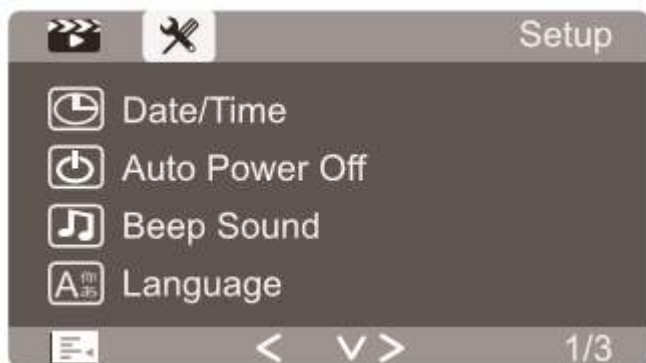 Setup
Date/Time
Auto Power Off
Beep Sound
Language
1/3